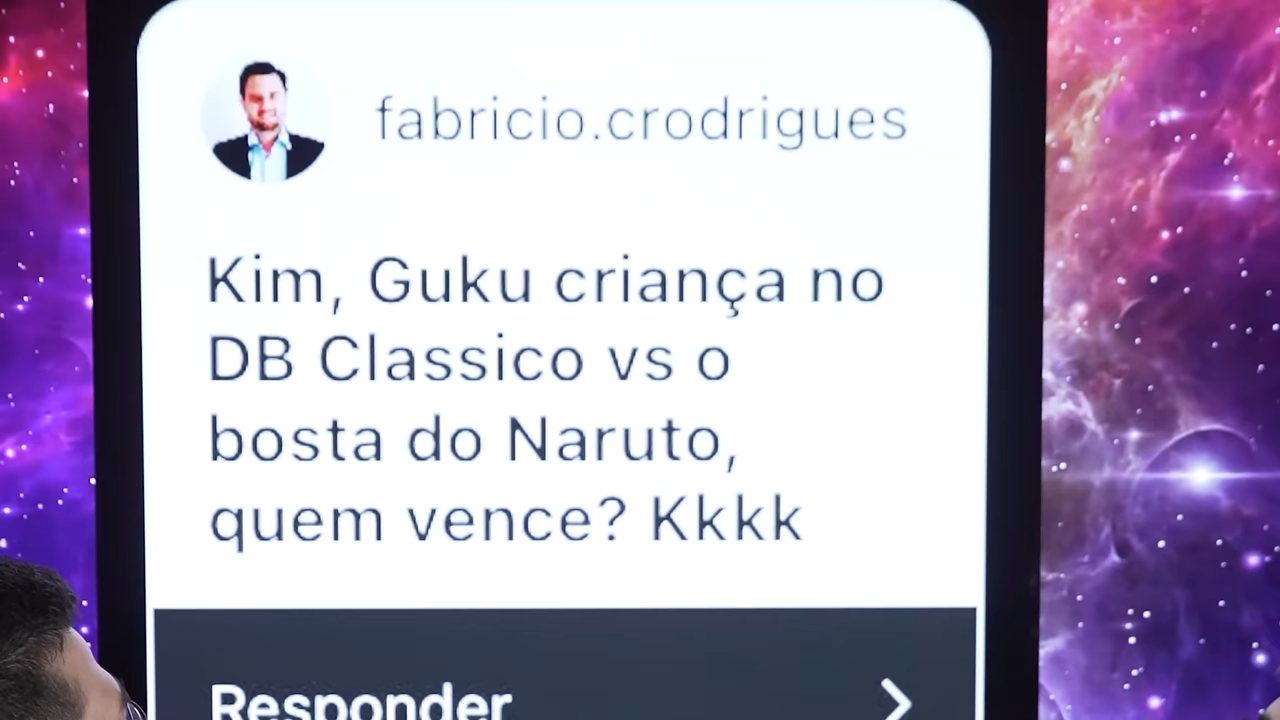 fabricio.crodrigues
Kim, Guku criança no
DB Classico vs o
bosta do Naruto,
quem vence? Kkkk
Responder